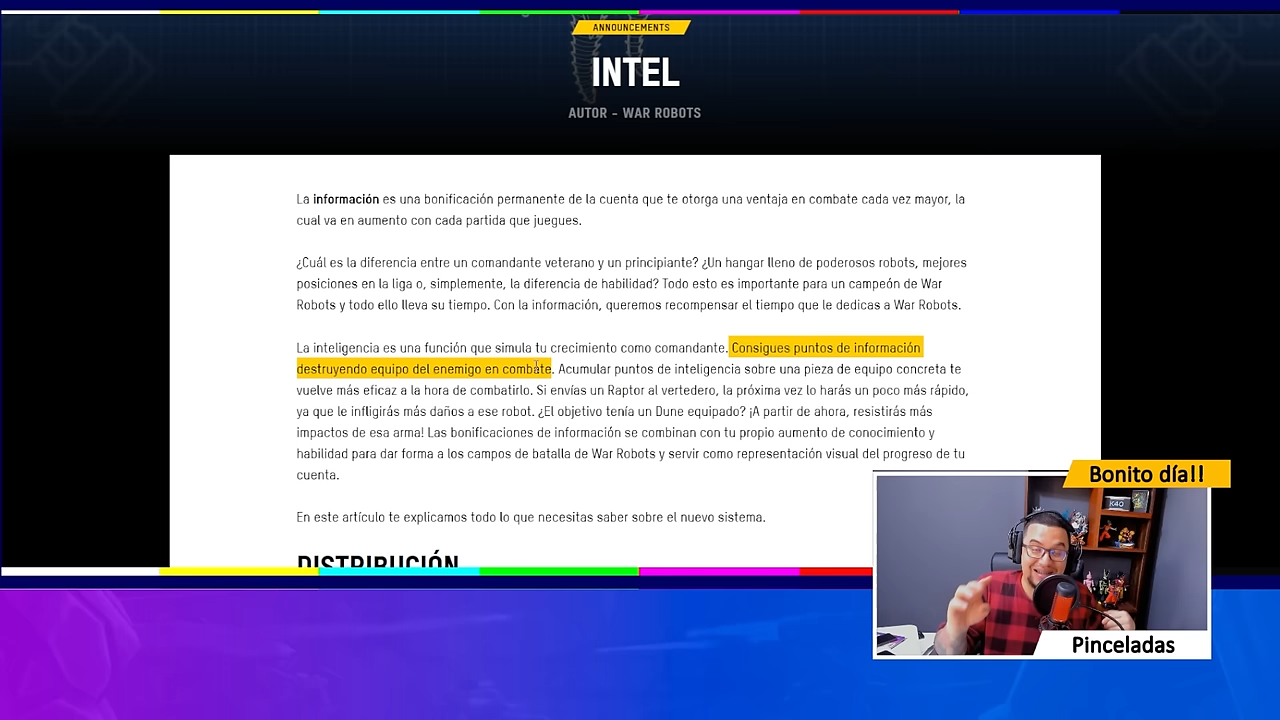 ANNOUNCEMENTS
INTEL
AUTOR - WAR ROBOTS
La información es una bonificación permanente de la cuenta que te otorga una ventaja en combate cada vez mayor, la
cual va en aumento con cada partida que juegues.
¿Cuál es la diferencia entre un comandante veterano y un principiante? ¿Un hangar lleno de poderosos robots, mejores
posiciones en la liga o, simplemente, la diferencia de habilidad? Todo esto es importante para un campeón de War
Robots y todo ello lleva su tiempo. Con la información, queremos recompensar el tiempo que le dedicas a War Robots.
La inteligencia es una función que simula tu crecimiento como comandante. Consigues puntos de información
destruyendo equipo del enemigo en combate. Acumular puntos de inteligencia sobre una pieza de equipo concreta te
vuelve más eficaz a la hora de combatirlo. Si envías un Raptor al vertedero, la próxima vez lo harás un poco más rápido,
ya que le infligirás más daños a ese robot. ¿El objetivo tenía un Dune equipado? ¡A partir de ahora, resistirás más
impactos de esa arma! Las bonificaciones de información se combinan con tu propio aumento de conocimiento y
habilidad para dar forma a los campos de batalla de War Robots y servir como representación visual del progreso de tu
cuenta.
En este artículo te explicamos todo lo que necesitas saber sobre el nuevo sistema.
DISTRIBUCIÓN
Bonito día!!
K40
Pinceladas